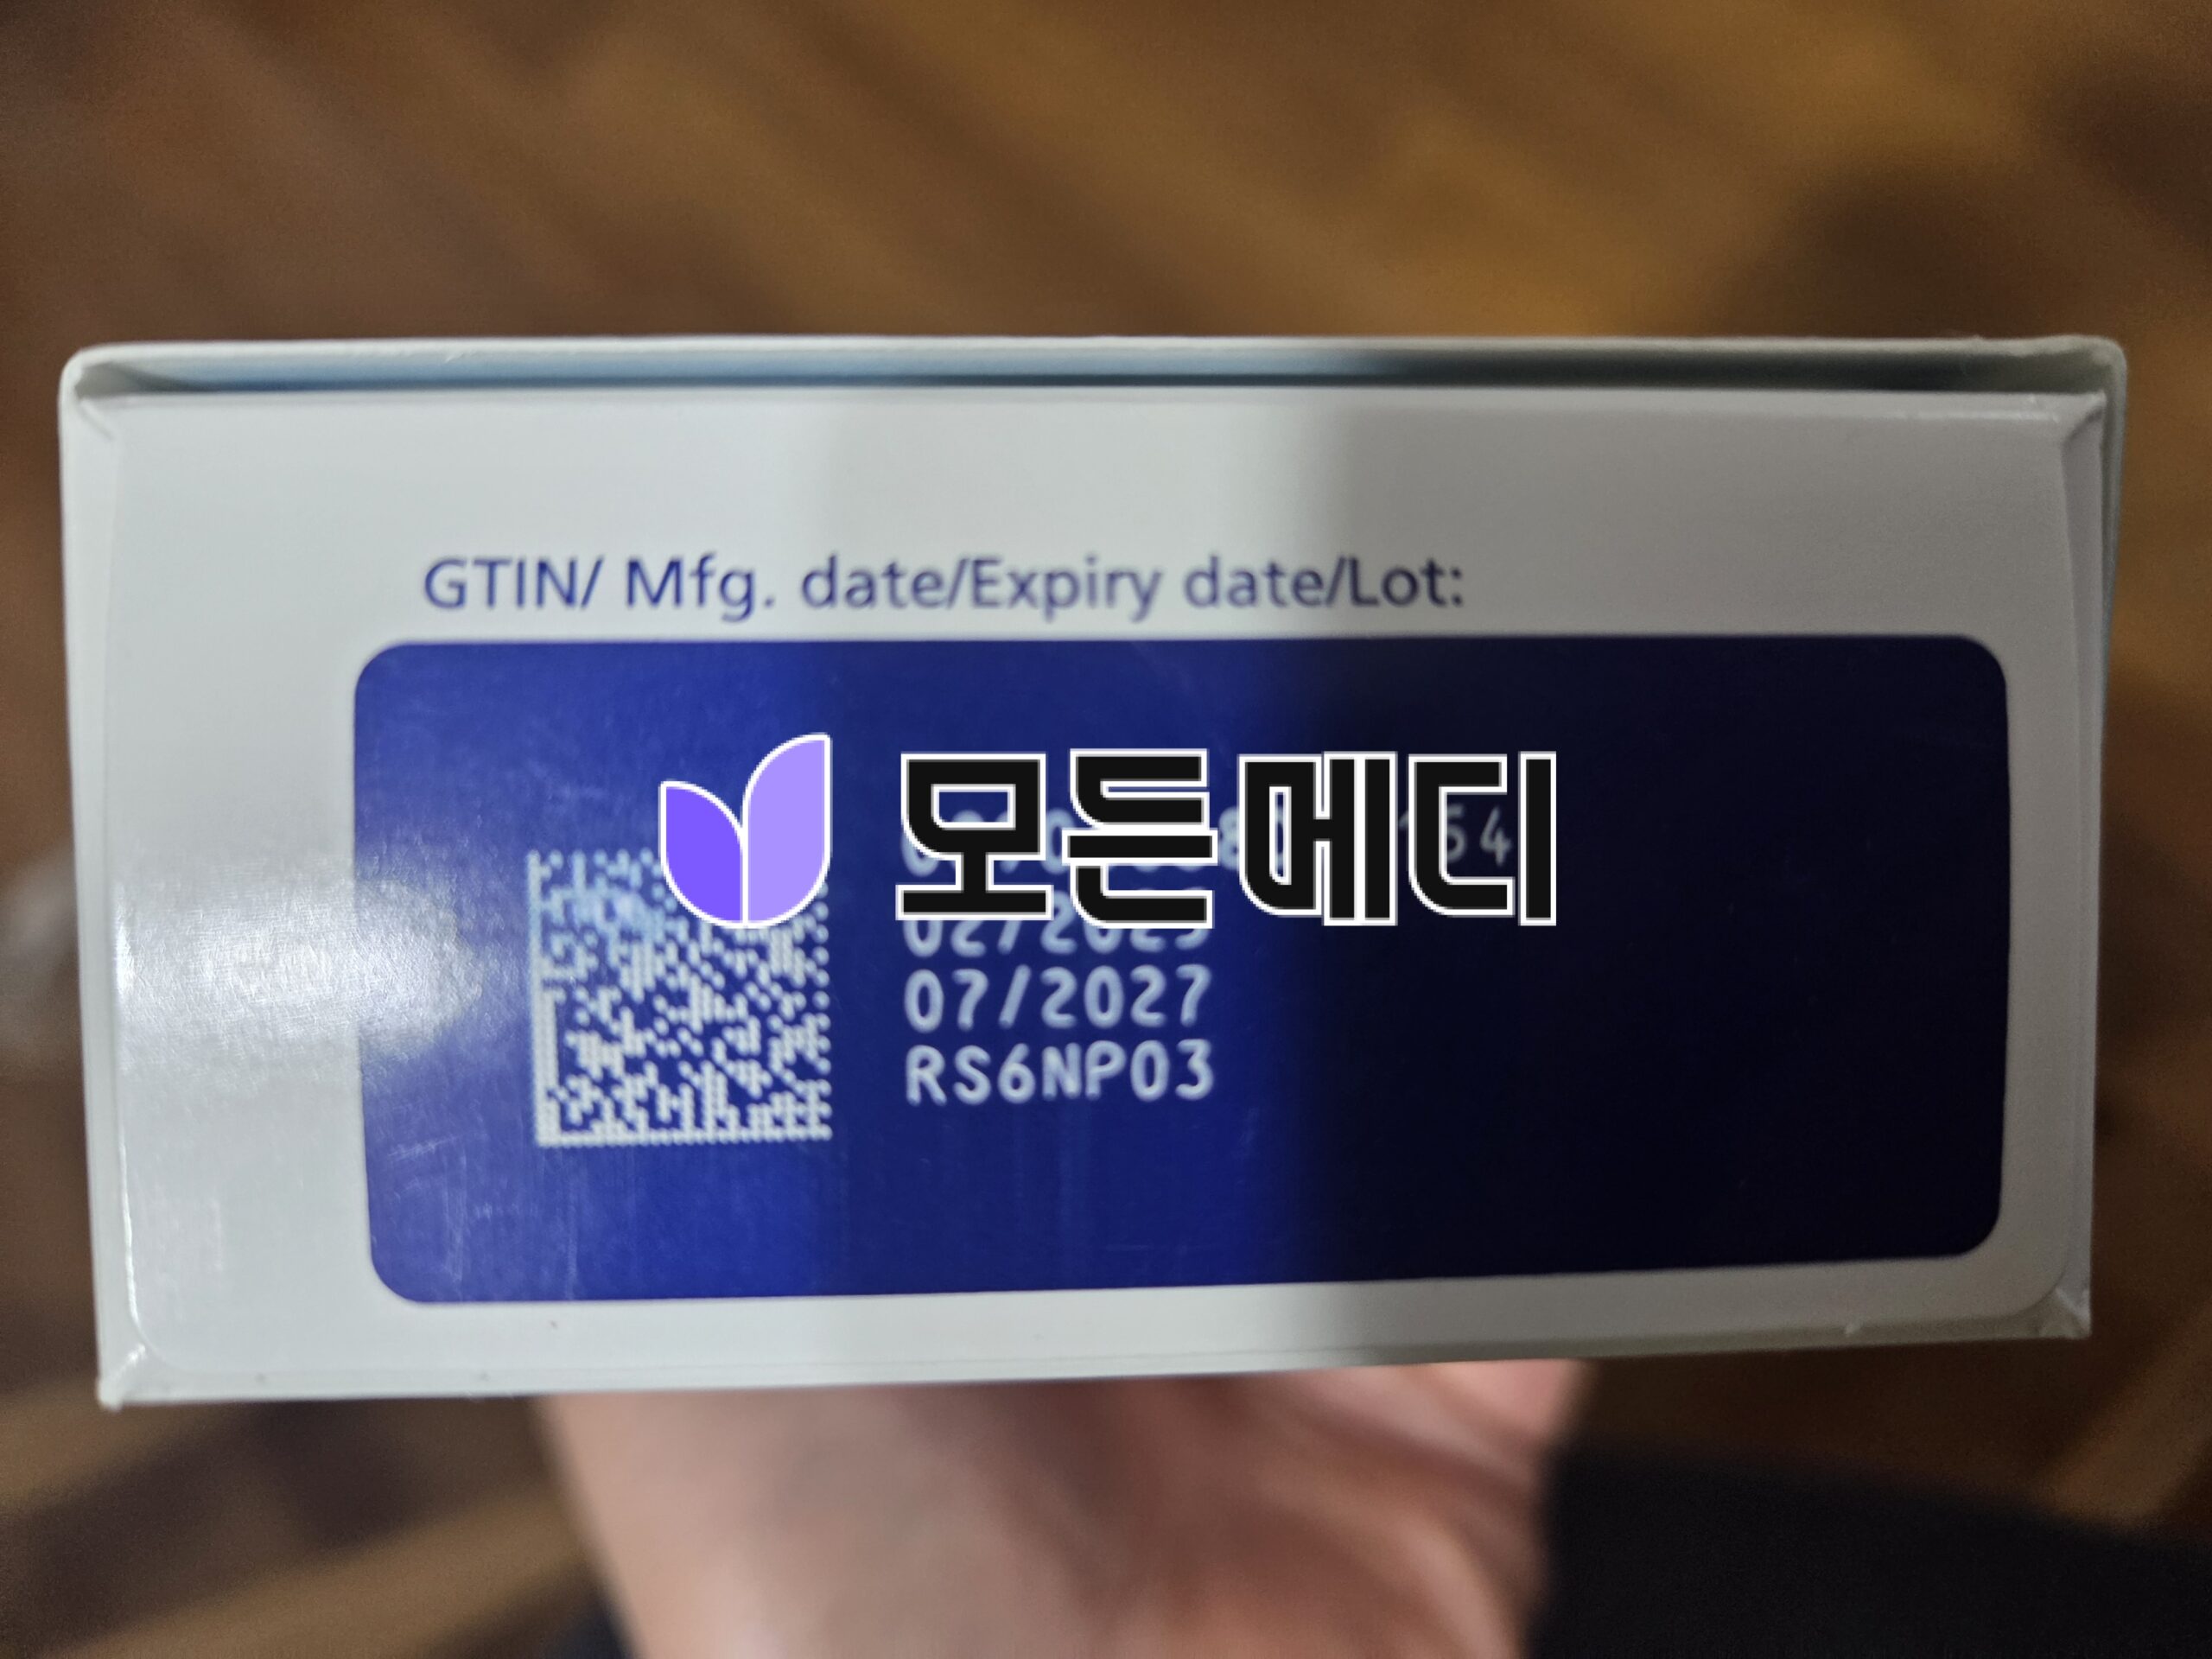 GTIN/ Mfg. date/Expiry date/Lot:
모든메디
07/2027
RS6NP03